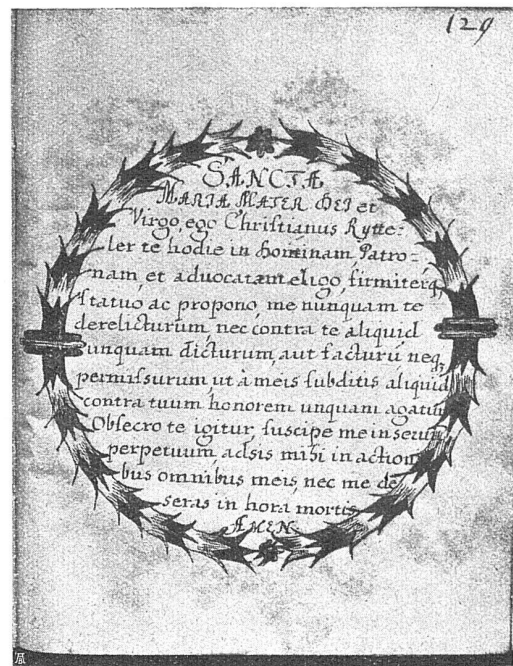 129
SANCTA
MARIA MATER DEI et
Virgo, ego Christianus Rytte=
ler te hodie in dominam Patro=
nam, et advocatam eligo, firmiterq,
statuo ac propono, me nunquam te
derelicturum, nec contra te aliquid
unquam dicturum, aut facturũ neq,
permissurum, ut à meis subditis aliquid
contra tuum honorem unquam agatur
Obsecro te igitur, suscipe me in servũ
perpetuum, adsis mihi in action
bus omnibus meis, nec me de
seras in hora mortis
AMEN